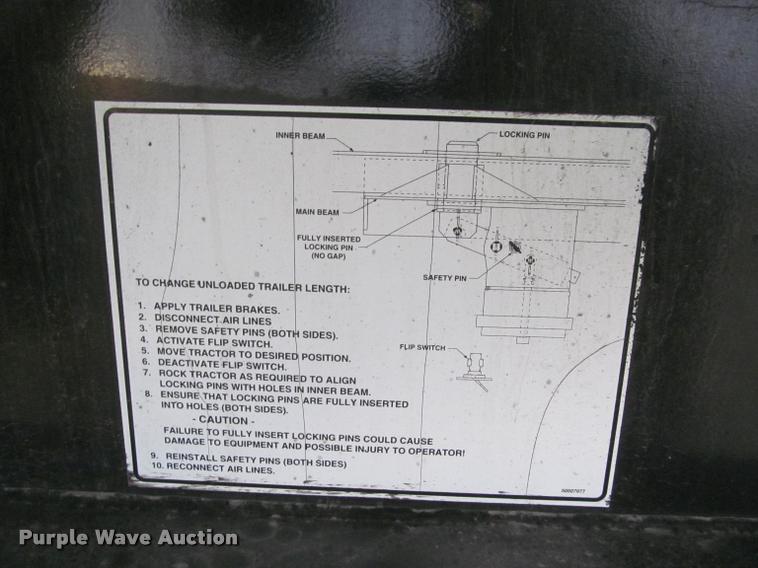 INNER BEAM
LOCKING PIN
MAIN BEAM
FULLY INSERTED
LOCKING PIN
(NO GAP)
SAFETY PIN
TO CHANGE UNLOADED TRAILER LENGTH:
1. APPLY TRAILER BRAKES.
2. DISCONNECT AIR LINES
3. REMOVE SAFETY PINS (BOTH SIDES).
4. ACTIVATE FLIP SWITCH.
5. MOVE TRACTOR TO DESIRED POSITION.
6. DEACTIVATE FLIP SWITCH.
7. ROCK TRACTOR AS REQUIRED TO ALIGN
LOCKING PINS WITH HOLES IN INNER BEAM.
8. ENSURE THAT LOCKING PINS ARE FULLY INSERTED
INTO HOLES (BOTH SIDES).
- CAUTION -
FAILURE TO FULLY INSERT LOCKING PINS COULD CAUSE
DAMAGE TO EQUIPMENT AND POSSIBLE INJURY TO OPERATOR!
9. REINSTALL SAFETY PINS (BOTH SIDES)
10. RECONNECT AIR LINES.
FLIP SWITCH
Purple Wave Auction